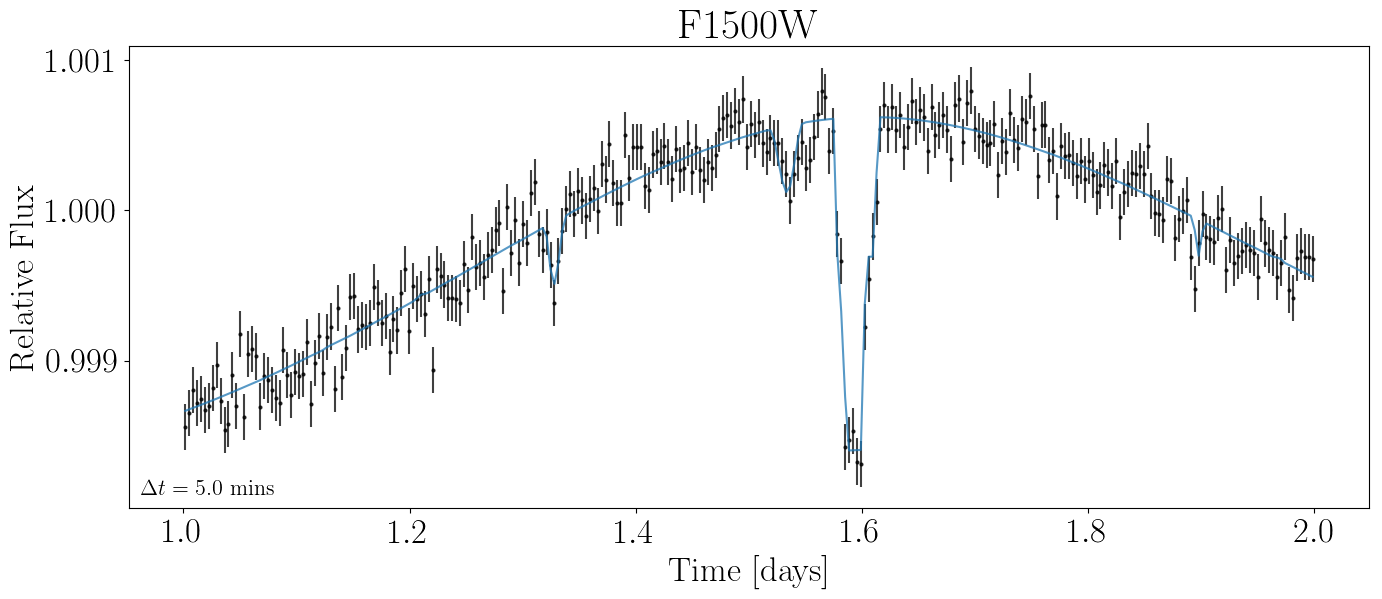 F1500W
1.001
1.000
0.999
Relative Flux
Δt = 5.0 mins
1.0 1.2 1.4 1.6 1.8 2.0
Time [days]